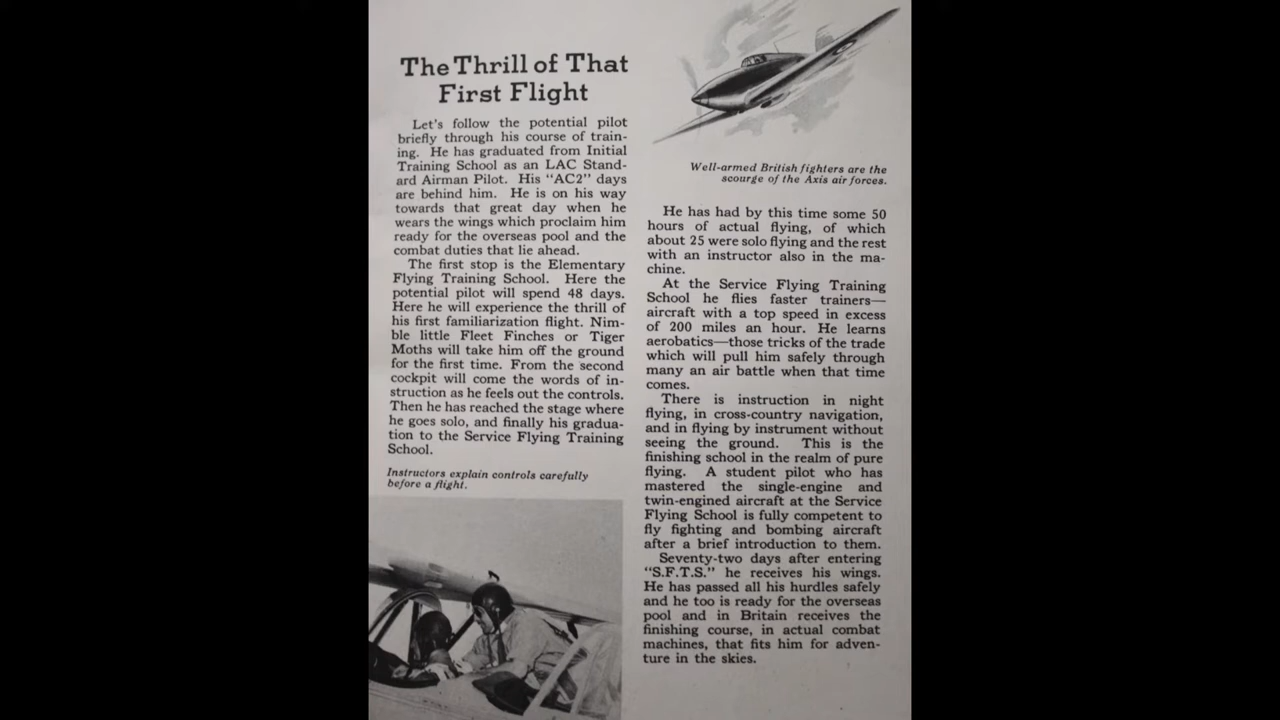 The Thrill of That
First Flight
Let's follow the potential pilot
briefly through his course of train-
ing. He has graduated from Initial
Training School as an LAC Stand-
ard Airman Pilot. His "AC2" days
are behind him. He is on his way
towards that great day when he
wears the wings which proclaim him
ready for the overseas pool and the
combat duties that lie ahead.
The first stop is the Elementary
Flying Training School. Here the
potential pilot will spend 48 days.
Here he will experience the thrill of
his first familiarization flight. Nim-
ble little Fleet Finches or Tiger
Moths will take him off the ground
for the first time. From the second
cockpit will come the words of in-
struction as he feels out the controls.
Then he has reached the stage where
he goes solo, and finally his gradua-
tion to the Service Flying Training
School.
Instructors explain controls carefully
before a flight.
Well-armed British fighters are the
scourge of the Axis air forces.
He has had by this time some 50
hours of actual flying, of which
about 25 were solo flying and the rest
with an instructor also in the ma-
chine.
At the Service Flying Training
School he flies faster trainers—
aircraft with a top speed in excess
of 200 miles an hour. He learns
aerobatics—those tricks of the trade
which will pull him safely through
many an air battle when that time
comes.
There is instruction in night
flying, in cross-country navigation,
and in flying by instrument without
seeing the ground. This is the
finishing school in the realm of pure
flying. A student pilot who has
mastered the single-engine and
twin-engined aircraft at the Service
Flying School is fully competent to
fly fighting and bombing aircraft
after a brief introduction to them.
Seventy-two days after entering
"S.F.T.S." he receives his wings.
He has passed all his hurdles safely
and he too is ready for the overseas
pool and in Britain receives the
finishing course, in actual combat
machines, that fits him for adven-
ture in the skies.